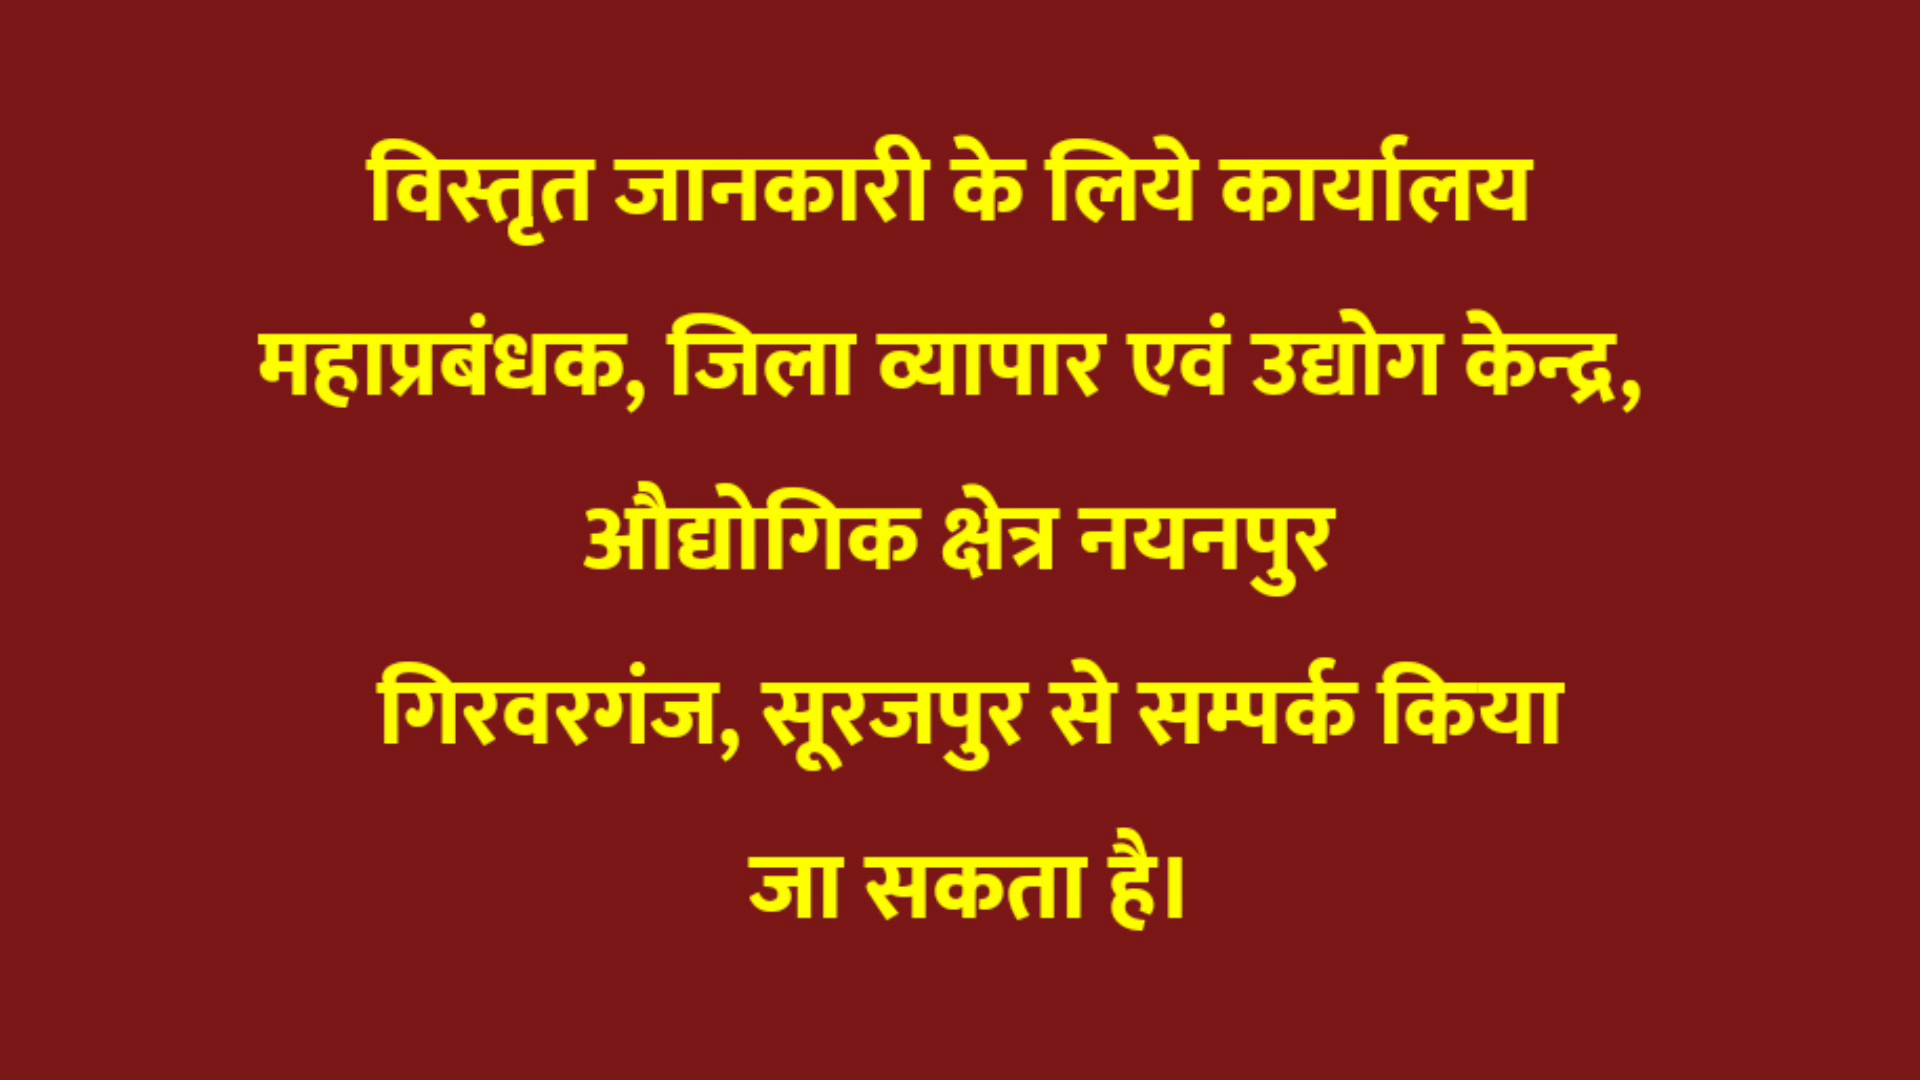 विस्तृत जानकारी के लिये कार्यालय
महाप्रबंधक, जिला व्यापार एवं उद्योग केन्द्र,
औद्योगिक क्षेत्र नयनपुर
गिरवरगंज, सूरजपुर से सम्पर्क किया
जा सकता है।